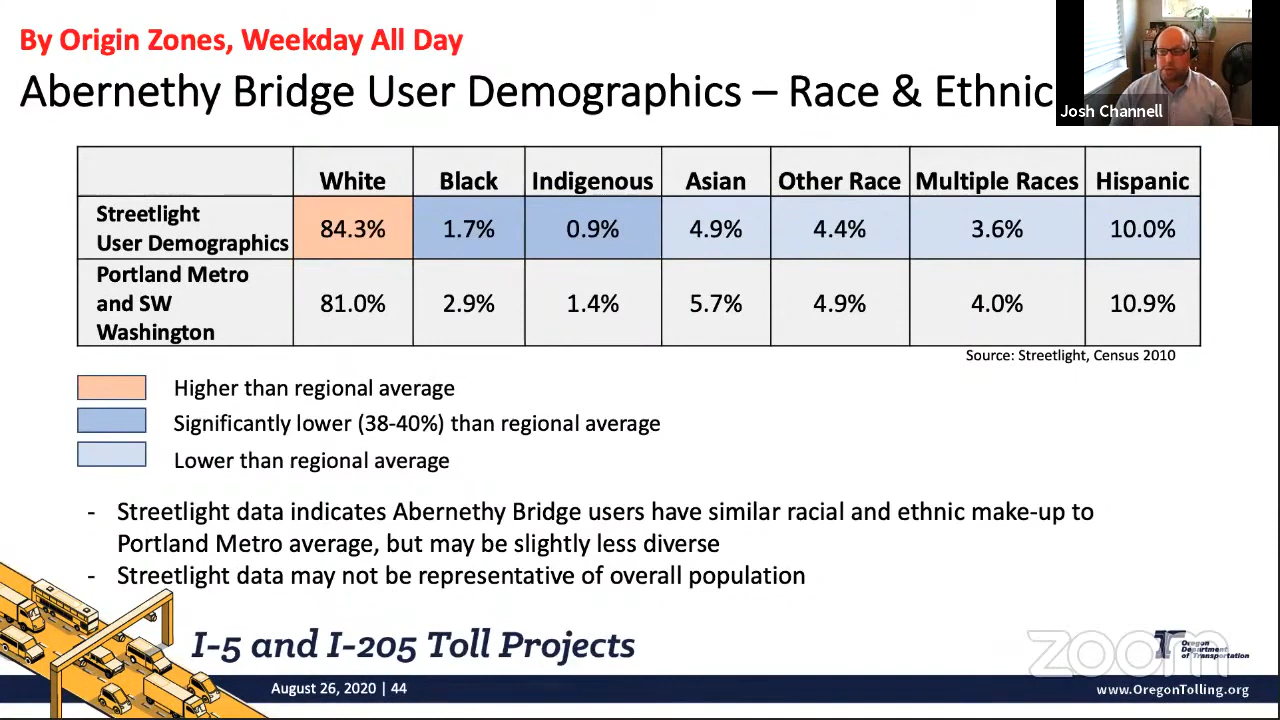 By Origin Zones, Weekday All Day
Abernethy Bridge User Demographics – Race & Ethnic
Josh Channell
White Black Indigenous Asian Other Race Multiple Races Hispanic
Streetlight
User Demographics
84.3% 1.7% 0.9% 4.9% 4.4% 3.6% 10.0%
Portland Metro
and SW
Washington
81.0% 2.9% 1.4% 5.7% 4.9% 4.0% 10.9%
Source: Streetlight, Census 2010
Higher than regional average
Significantly lower (38-40%) than regional average
Lower than regional average
- Streetlight data indicates Abernethy Bridge users have similar racial and ethnic make-up to
Portland Metro average, but may be slightly less diverse
- Streetlight data may not be representative of overall population
I-5 and I-205 Toll Projects
zoom
Oregon
Department
of Transportation
August 26, 2020 | 44
www.OregonTolling.org